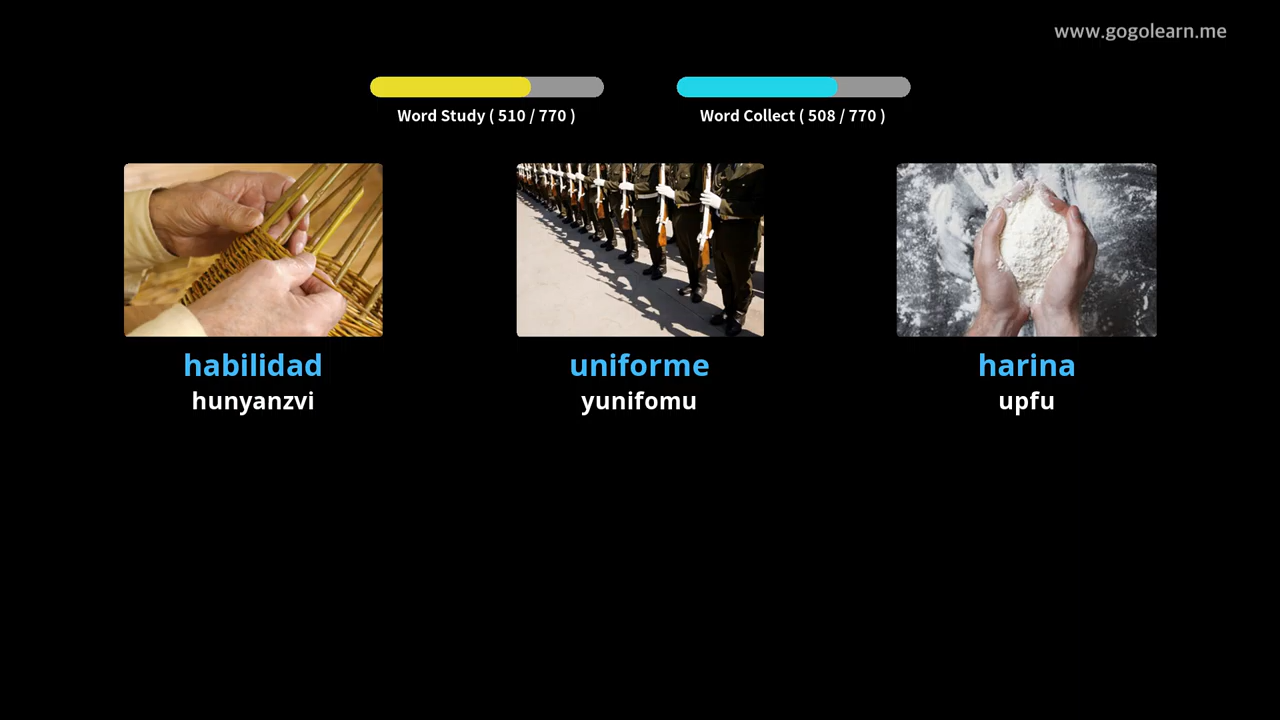 www.gogolearn.me
Word Study ( 510 / 770 )
Word Collect ( 508 / 770 )
habilidad
hunyanzvi
uniforme
yunifomu
harina
upfu